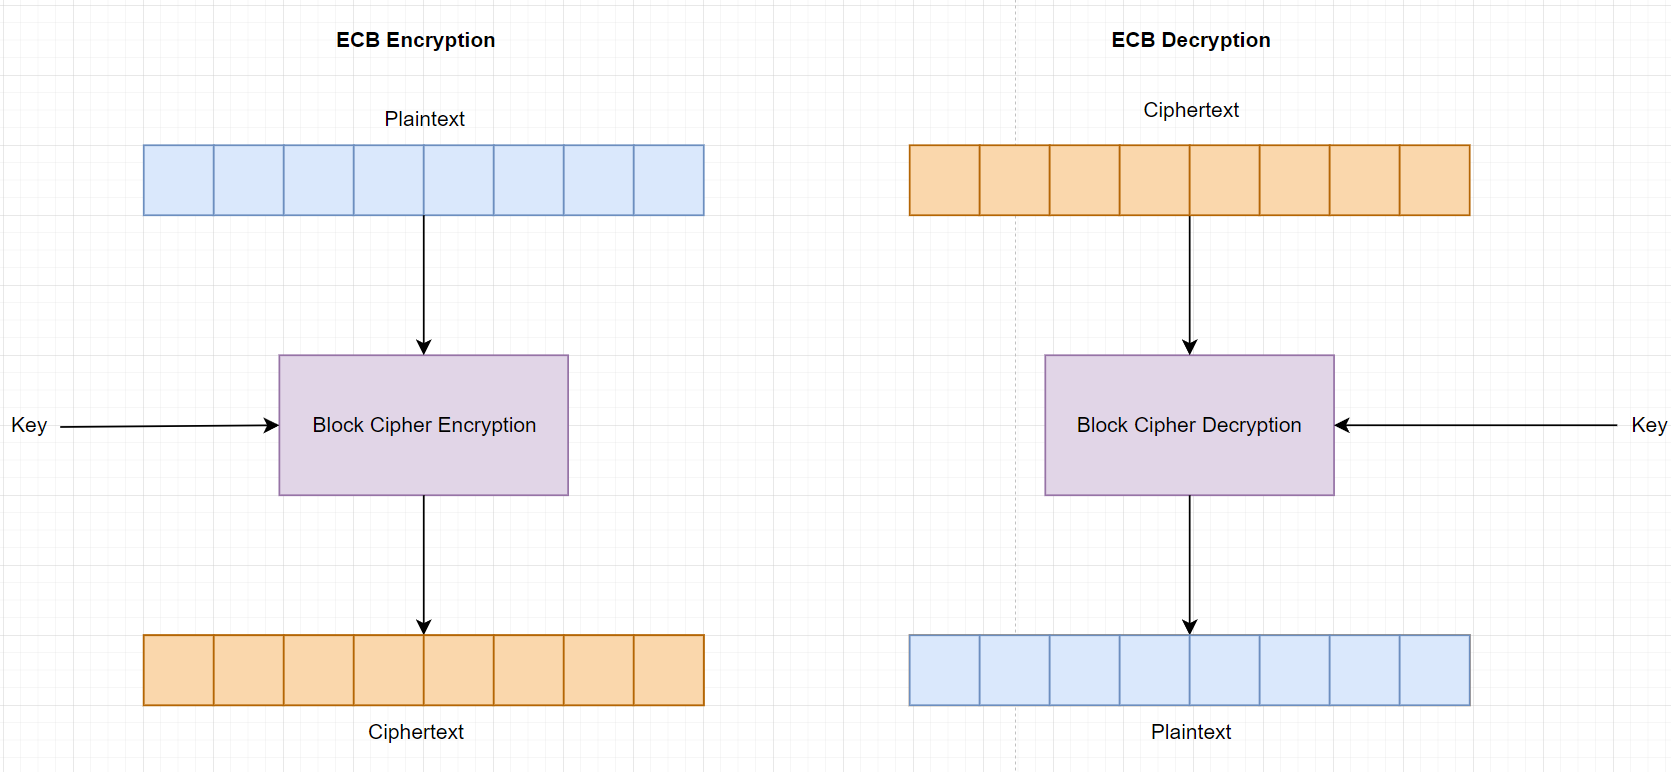 ECB Encryption
Plaintext
Key
Block Cipher Encryption
Ciphertext
ECB Decryption
Ciphertext
Block Cipher Decryption
Key
Plaintext